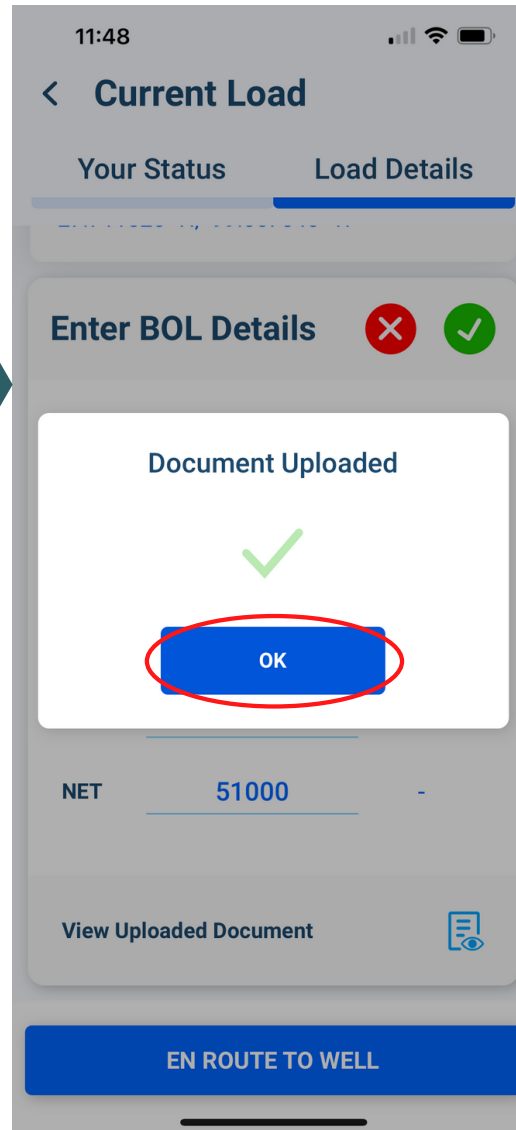 11:48
Current Load
Your Status Load Details
Enter BOL Details
Document Uploaded
OK
NET 51000 -
View Uploaded Document
EN ROUTE TO WELL